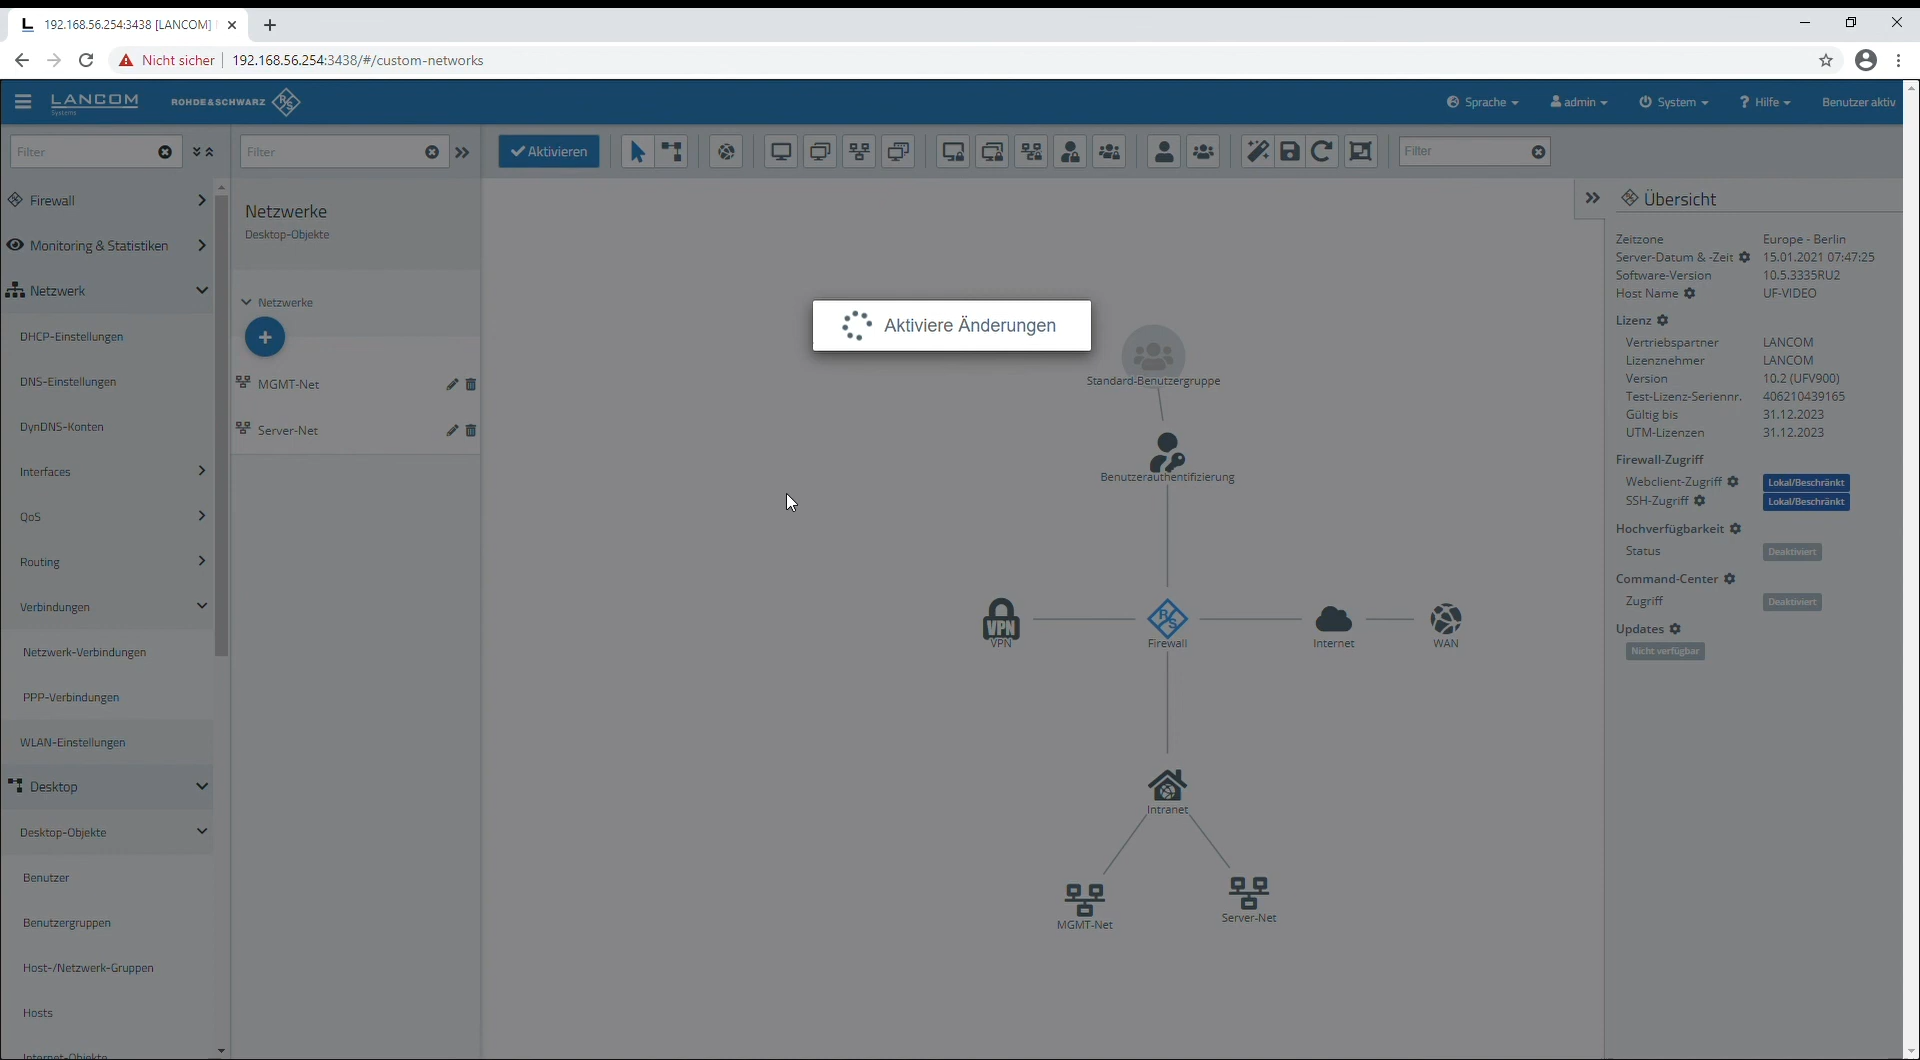 192.168.56.254:3438 [LANCOM]
Nicht sicher 192.168.56.254:3438/#/custom-networks
LANCOM
Systems
ROHDE&SCHWARZ
Sprache
admin
System
? Hilfe
Benutzer aktiv
Filter
Filter
Aktivieren
Filter
Firewall
Monitoring & Statistiken
Netzwerk
DHCP-Einstellungen
DNS-Einstellungen
DynDNS-Konten
Interfaces
QoS
Routing
Verbindungen
Netzwerk-Verbindungen
PPP-Verbindungen
WLAN-Einstellungen
Desktop
Desktop-Objekte
Benutzer
Benutzergruppen
Host-/Netzwerk-Gruppen
Hosts
Internet-Objekte
Netzwerke
Desktop-Objekte
Netzwerke
MGMT-Net
Server-Net
Aktiviere Änderungen
Standard-Benutzergruppe
Benutzerauthentifizierung
VPN
VPN
Firewall
Internet
WAN
Intranet
MGMT-Net
Server-Net
Übersicht
Zeitzone Europe - Berlin
Server-Datum & -Zeit 15.01.2021 07:47:25
Software-Version 10.5.3335RU2
Host Name UF-VIDEO
Lizenz
Vertriebspartner LANCOM
Lizenznehmer LANCOM
Version 10.2 (UFV900)
Test-Lizenz-Seriennr. 406210439165
Gültig bis 31.12.2023
UTM-Lizenzen 31.12.2023
Firewall-Zugriff
Webclient-Zugriff Lokal/Beschränkt
SSH-Zugriff Lokal/Beschränkt
Hochverfügbarkeit
Status Deaktiviert
Command-Center
Zugriff Deaktiviert
Updates
Nicht verfügbar